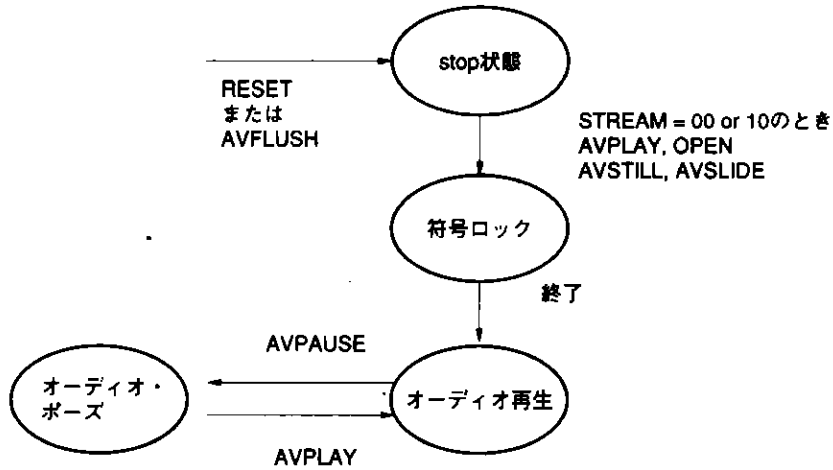 stop状態
RESET
または
AVFLUSH
STREAM = 00 or 10のとき
AVPLAY, OPEN
AVSTILL, AVSLIDE
符号ロック
終了
AVPAUSE
オーディオ・
ポーズ
オーディオ再生
AVPLAY